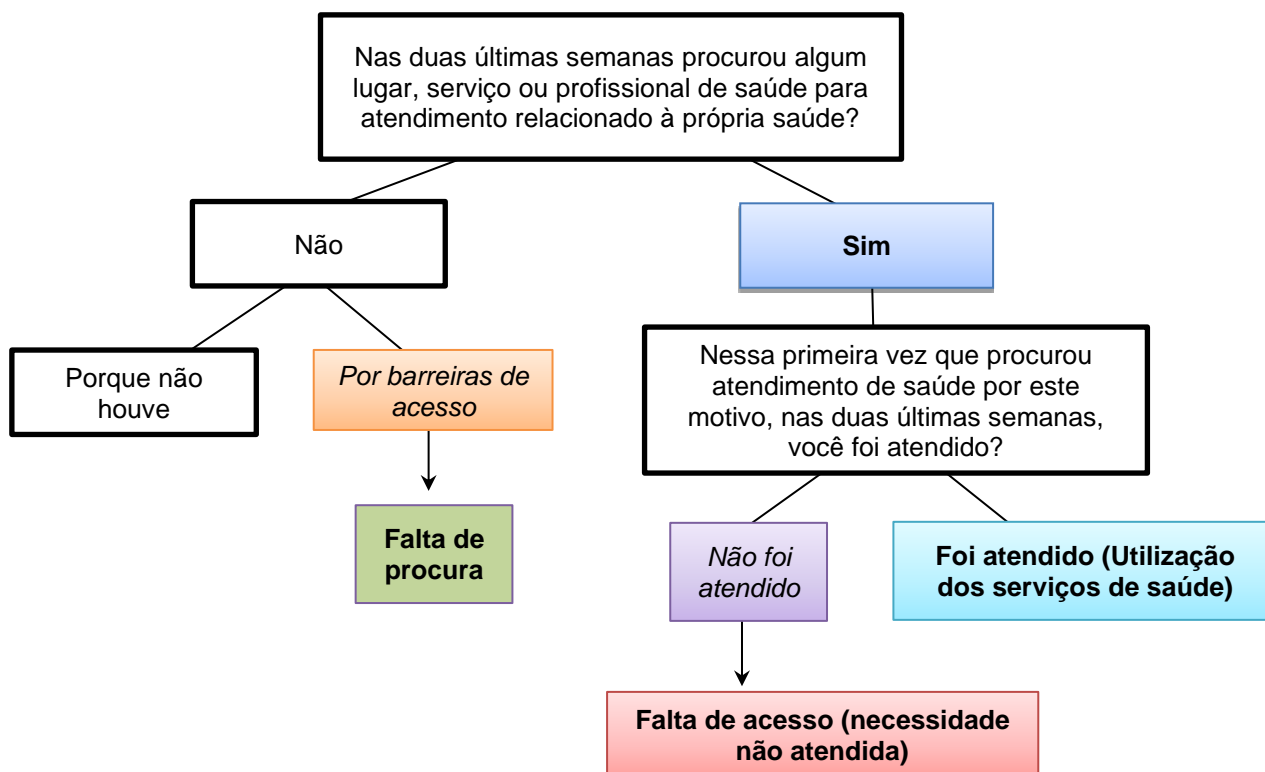 Nas duas últimas semanas procurou algum
lugar, serviço ou profissional de saúde para
atendimento relacionado à própria saúde?
Não
Sim
Porque não
houve
Por barreiras de
acesso
Nessa primeira vez que procurou
atendimento de saúde por este
motivo, nas duas últimas semanas,
você foi atendido?
Falta de
procura
Não foi
atendido
Foi atendido (Utilização
dos serviços de saúde)
Falta de acesso (necessidade
não atendida)